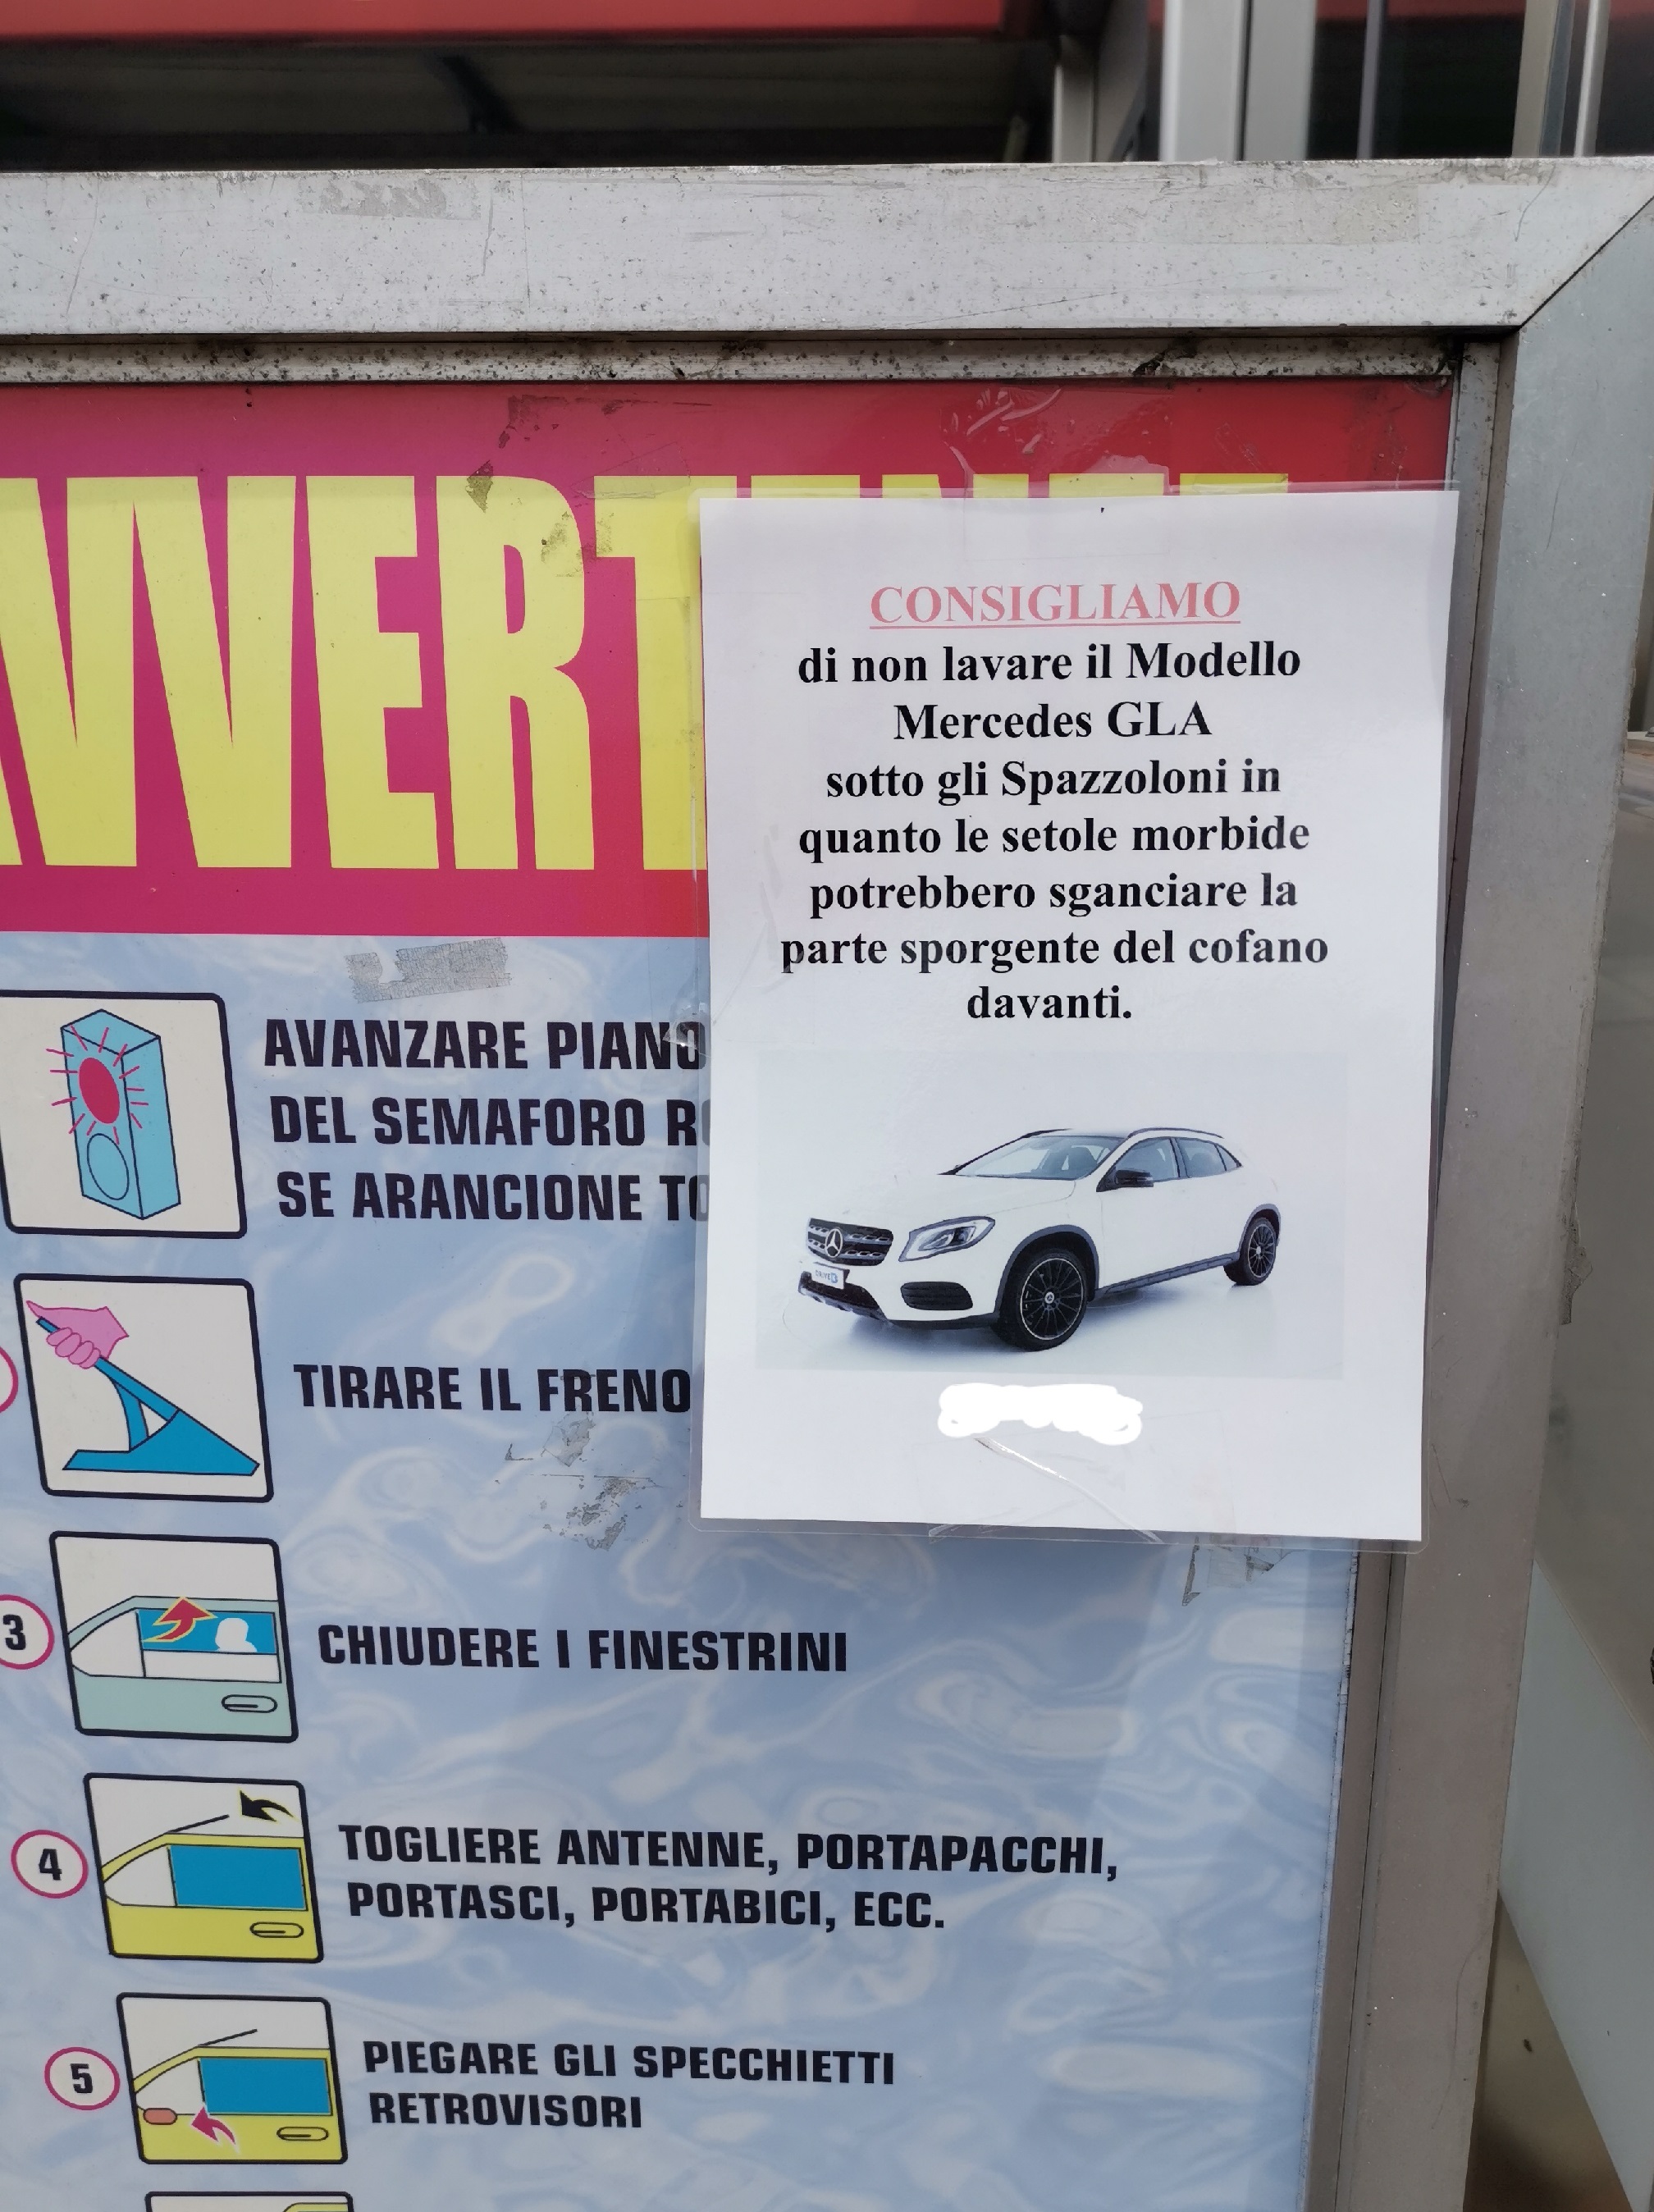 CONSIGLIAMO
di non lavare il Modello
Mercedes GLA
sotto gli Spazzoloni in
quanto le setole morbide
potrebbero sganciare la
parte sporgente del cofano
davanti.
AVANZARE PIANO
DEL SEMAFORO
SE ARANCIONE
TIRARE IL FRENO
3
CHIUDERE I FINESTRINI
4
TOGLIERE ANTENNE, PORTAPACCHI,
PORTASCI, PORTABICI, ECC.
5
PIEGARE GLI SPECCHIETTI
RETROVISORI